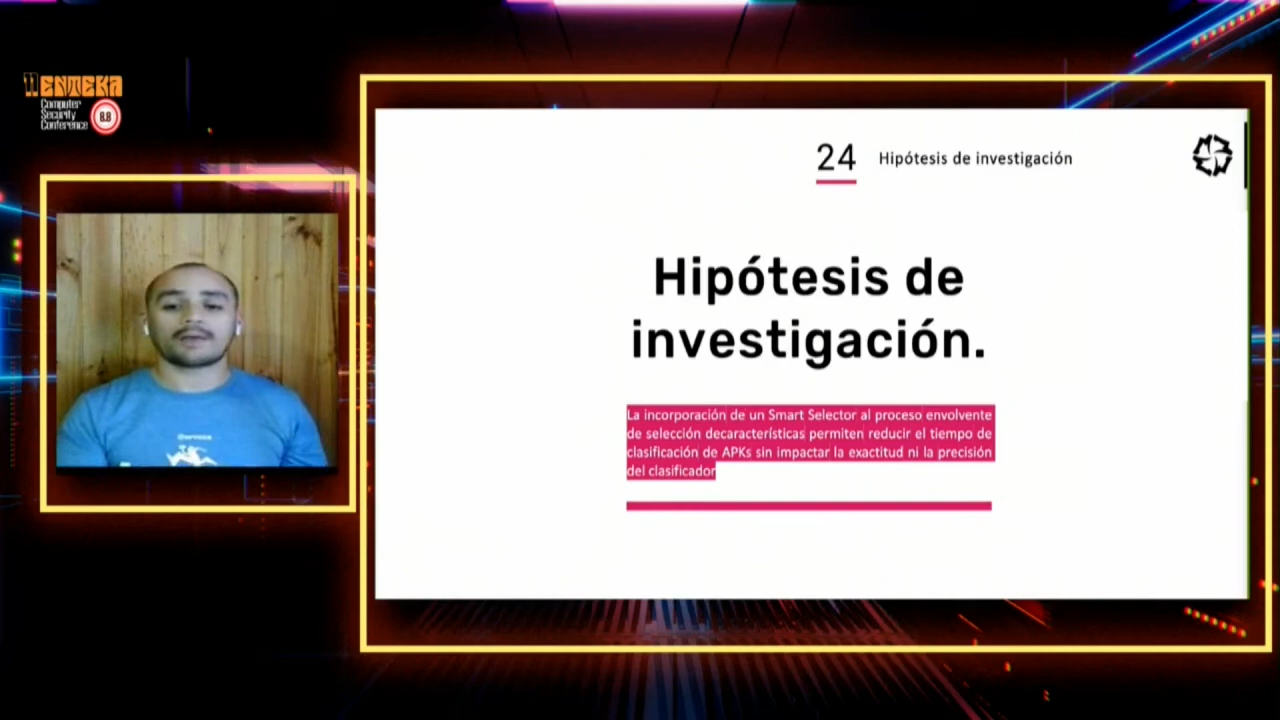 11ENTEKA
Computer
Security
Conference
8.8
24
Hipótesis de investigación
Hipótesis de
investigación.
La incorporación de un Smart Selector al proceso envolvente
de selección decaracterísticas permiten reducir el tiempo de
clasificación de APKs sin impactar la exactitud ni la precisión
del clasificador